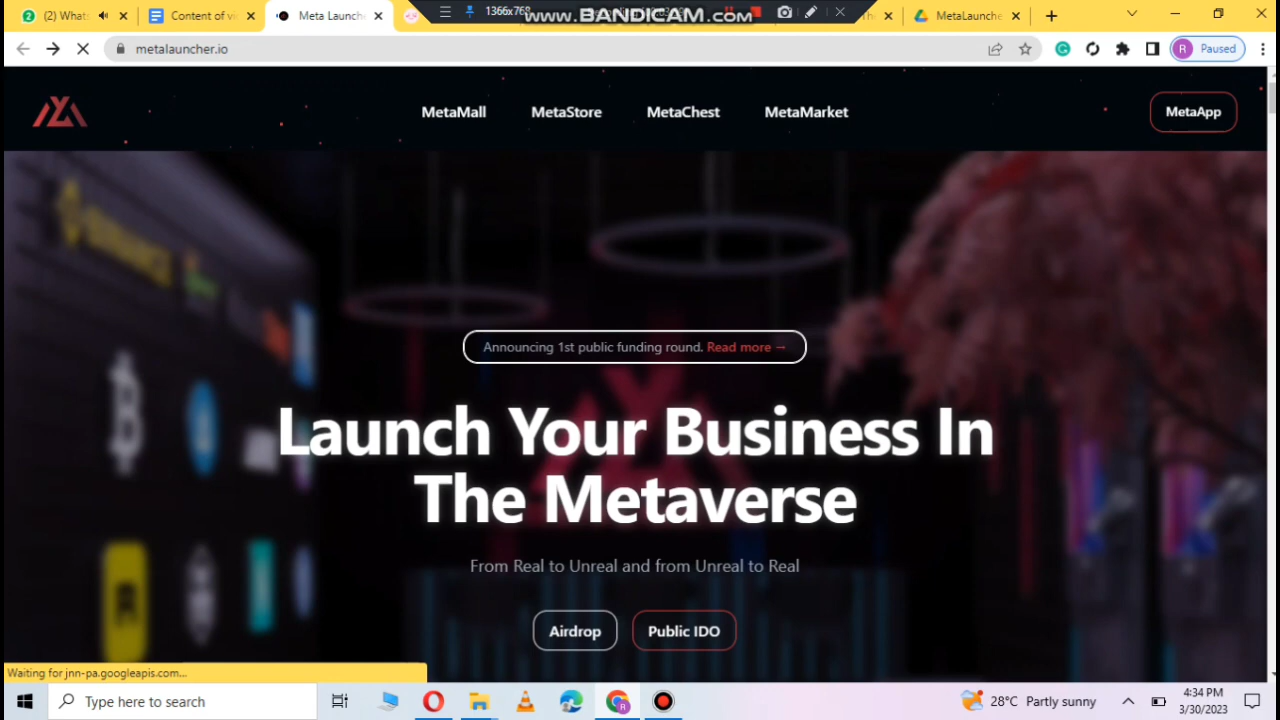 (2) Whats
Content of vi
Meta Launch
1366x768
www.BANDICAM.com
MetaLaunche
metalauncher.io
R Paused
MetaMall MetaStore MetaChest MetaMarket MetaApp
BINANCE
Announcing 1st public funding round. Read more →
Launch Your Business In
The Metaverse
From Real to Unreal and from Unreal to Real
Airdrop Public IDO
Waiting for jnn-pa.googleapis.com...
Type here to search
28°C Partly sunny
4:34 PM
3/30/2023